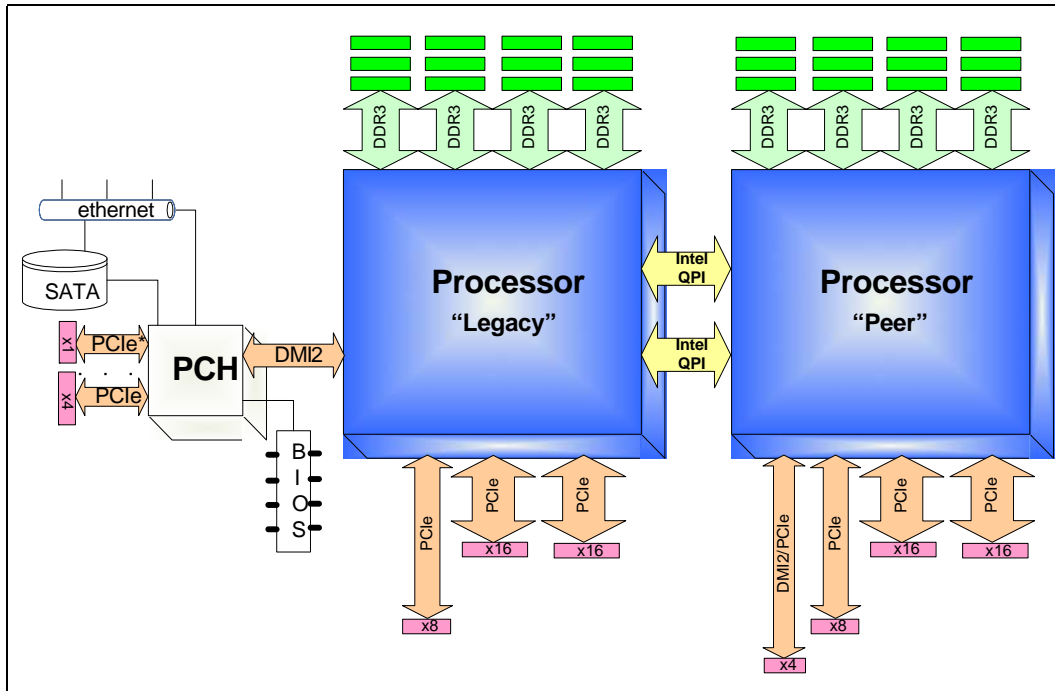 DDR3
DDR3
DDR3
DDR3
DDR3
DDR3
DDR3
DDR3
ethernet
SATA
x1
PCIe*
. . .
x4
PCIe
PCH
DMI2
B
I
O
S
Processor
“Legacy”
Intel
QPI
Intel
QPI
Processor
“Peer”
PCIe
x8
PCIe
x16
PCIe
x16
DMI2/PCIe
x4
PCIe
x8
PCIe
x16
PCIe
x16